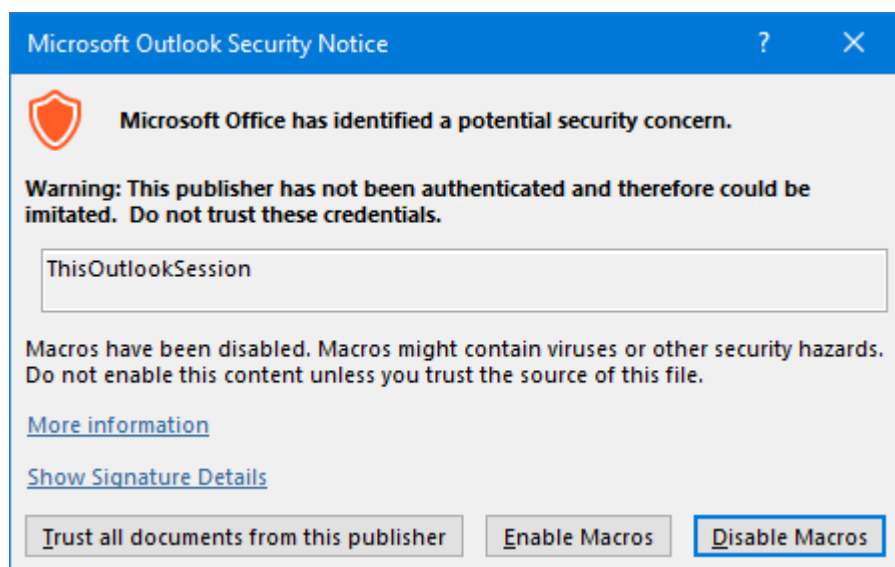 Microsoft Outlook Security Notice ? ×
Microsoft Office has identified a potential security concern.
Warning: This publisher has not been authenticated and therefore could be
imitated.  Do not trust these credentials.
ThisOutlookSession
Macros have been disabled. Macros might contain viruses or other security hazards.
Do not enable this content unless you trust the source of this file.
More information
Show Signature Details
Trust all documents from this publisher Enable Macros Disable Macros